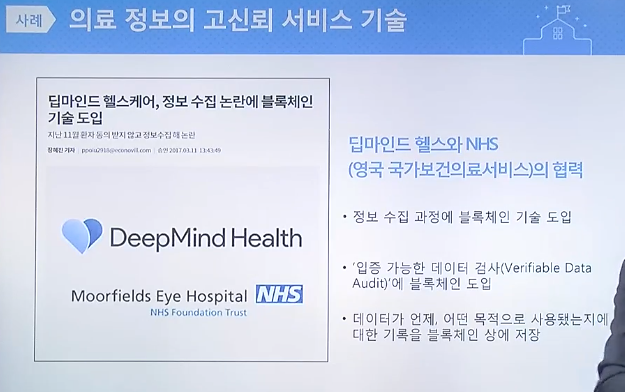 사례 의료 정보의 고신뢰 서비스 기술
딥마인드 헬스케어, 정보 수집 논란에 블록체인
기술 도입
지난 11월 환자 동의 받지 않고 정보수집 해 논란
장혜진 기자 | ppoiu2918@econovill.com | 승인 2017.03.11 13:43:49
DeepMind Health
Moorfields Eye Hospital NHS
NHS Foundation Trust
딥마인드 헬스와 NHS
(영국 국가보건의료서비스)의 협력
• 정보 수집 과정에 블록체인 기술 도입
• '입증 가능한 데이터 검사(Verifiable Data
Audit)'에 블록체인 도입
• 데이터가 언제, 어떤 목적으로 사용됐는지에
대한 기록을 블록체인 상에 저장